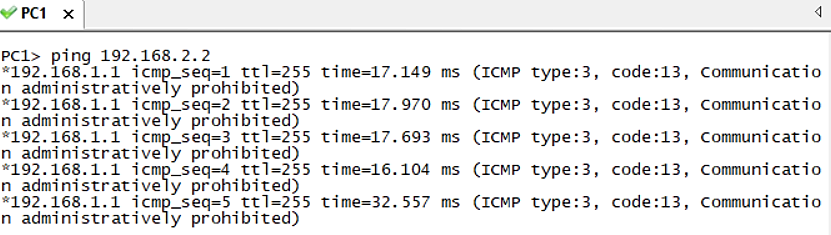 PC1 ×
PC1> ping 192.168.2.2
*192.168.1.1 icmp_seq=1 ttl=255 time=17.149 ms (ICMP type:3, code:13, Communicatio
n administratively prohibited)
*192.168.1.1 icmp_seq=2 ttl=255 time=17.970 ms (ICMP type:3, code:13, Communicatio
n administratively prohibited)
*192.168.1.1 icmp_seq=3 ttl=255 time=17.693 ms (ICMP type:3, code:13, Communicatio
n administratively prohibited)
*192.168.1.1 icmp_seq=4 ttl=255 time=16.104 ms (ICMP type:3, code:13, Communicatio
n administratively prohibited)
*192.168.1.1 icmp_seq=5 ttl=255 time=32.557 ms (ICMP type:3, code:13, Communicatio
n administratively prohibited)